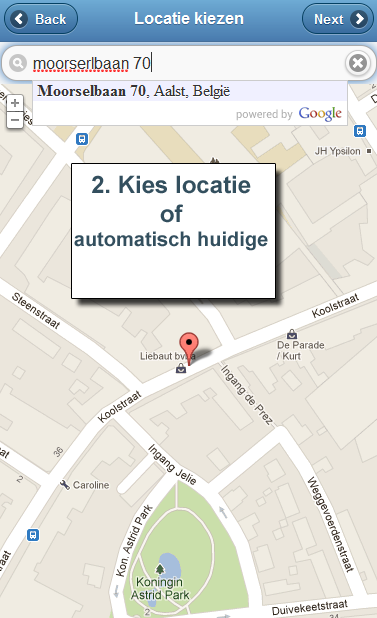 Back
Locatie kiezen
Next
moorserlbaan 70
Moorselbaan 70, Aalst, België
powered by Google
+
−
JH Ypsilon
2. Kies locatie
of
automatisch huidige
Steenstraat
Koolstraat
Liebaut bvba
De Parade
/ Kurt
Ingang de Prez
Koolstraat
36
Ingang Jelie
2
Caroline
Weggevoerdenstraat
Kon. Astrid Park
Koningin
Astrid Park
2
Duivekeetstraat